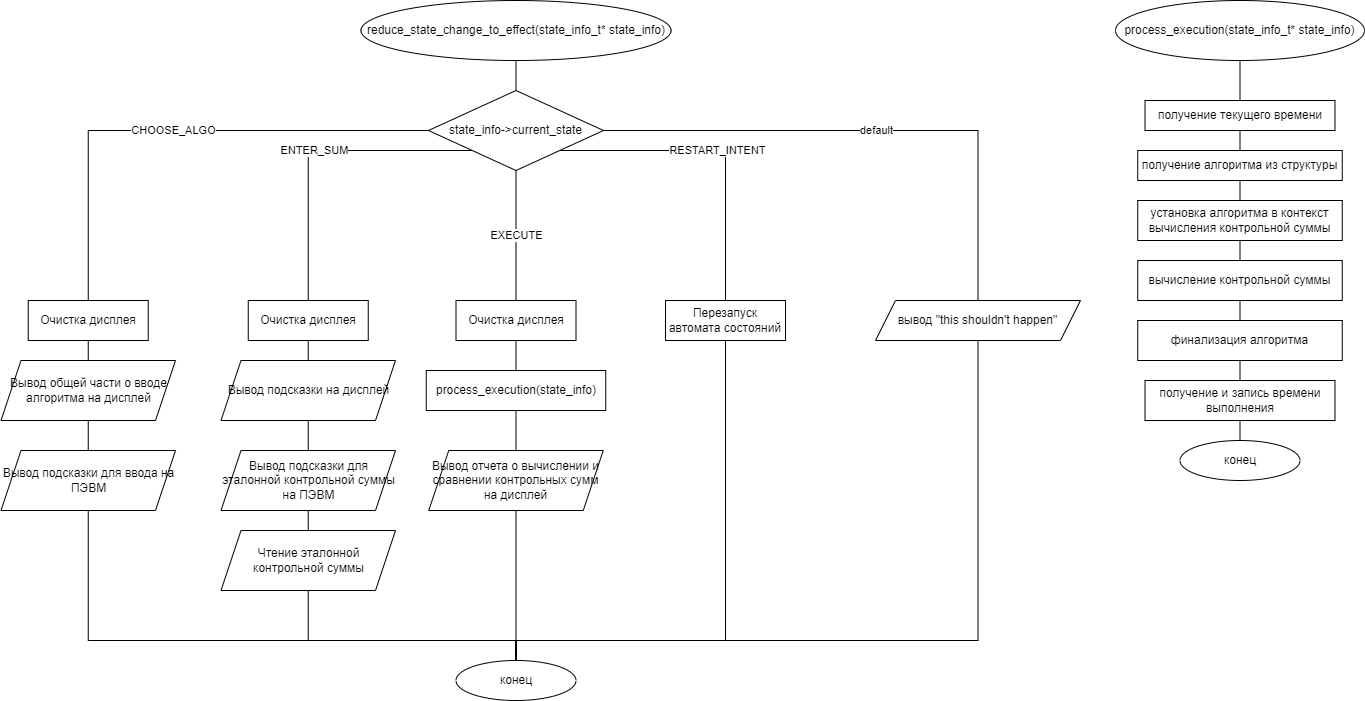 reduce_state_change_to_effect(state_info_t* state_info)
state_info->current_state
CHOOSE_ALGO
ENTER_SUM
EXECUTE
RESTART_INTENT
default
Очистка дисплея
Вывод общей части о вводе
алгоритма на дисплей
Вывод подсказки для ввода на
ПЭВМ
Очистка дисплея
Вывод подсказки на дисплей
Вывод подсказки для
эталонной контрольной суммы
на ПЭВМ
Чтение эталонной
контрольной суммы
Очистка дисплея
process_execution(state_info)
Вывод отчета о вычислении и
сравнении контрольных сумм
на дисплей
Перезапуск
автомата состояний
вывод "this shouldn't happen"
конец
process_execution(state_info_t* state_info)
получение текущего времени
получение алгоритма из структуры
установка алгоритма в контекст
вычисления контрольной суммы
вычисление контрольной суммы
финализация алгоритма
получение и запись времени
выполнения
конец